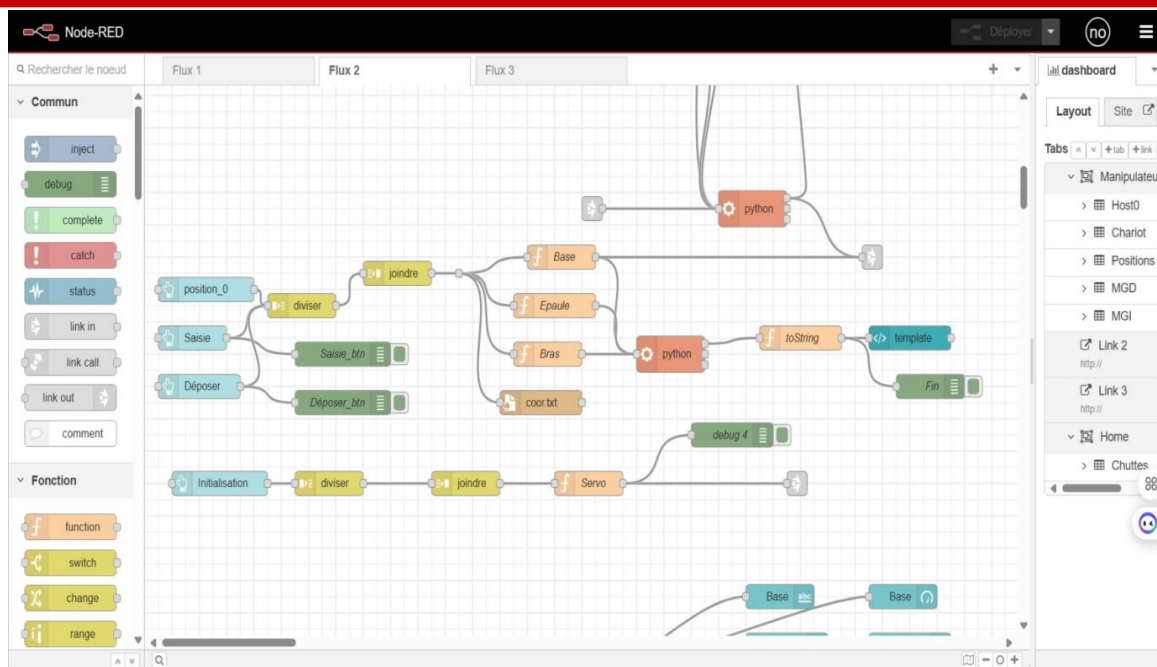 Node-RED
Déployer
no
Rechercher le noeud
Flux 1
Flux 2
Flux 3
dashboard
Commun
inject
debug
complete
catch
status
link in
link call
link out
comment
Fonction
function
switch
change
range
python
position_0
Saisie
Déposer
diviser
joindre
Saisie_btn
Déposer_btn
Base
Epaule
Bras
coor.txt
python
toString
template
Fin
debug 4
Initialisation
diviser
joindre
Servo
Base
abc
Base
Layout
Site
Tabs
+tab
+link
Manipulateu
Host0
Chariot
Positions
MGD
MGI
Link 2
http://
Link 3
http://
Home
Chuttes